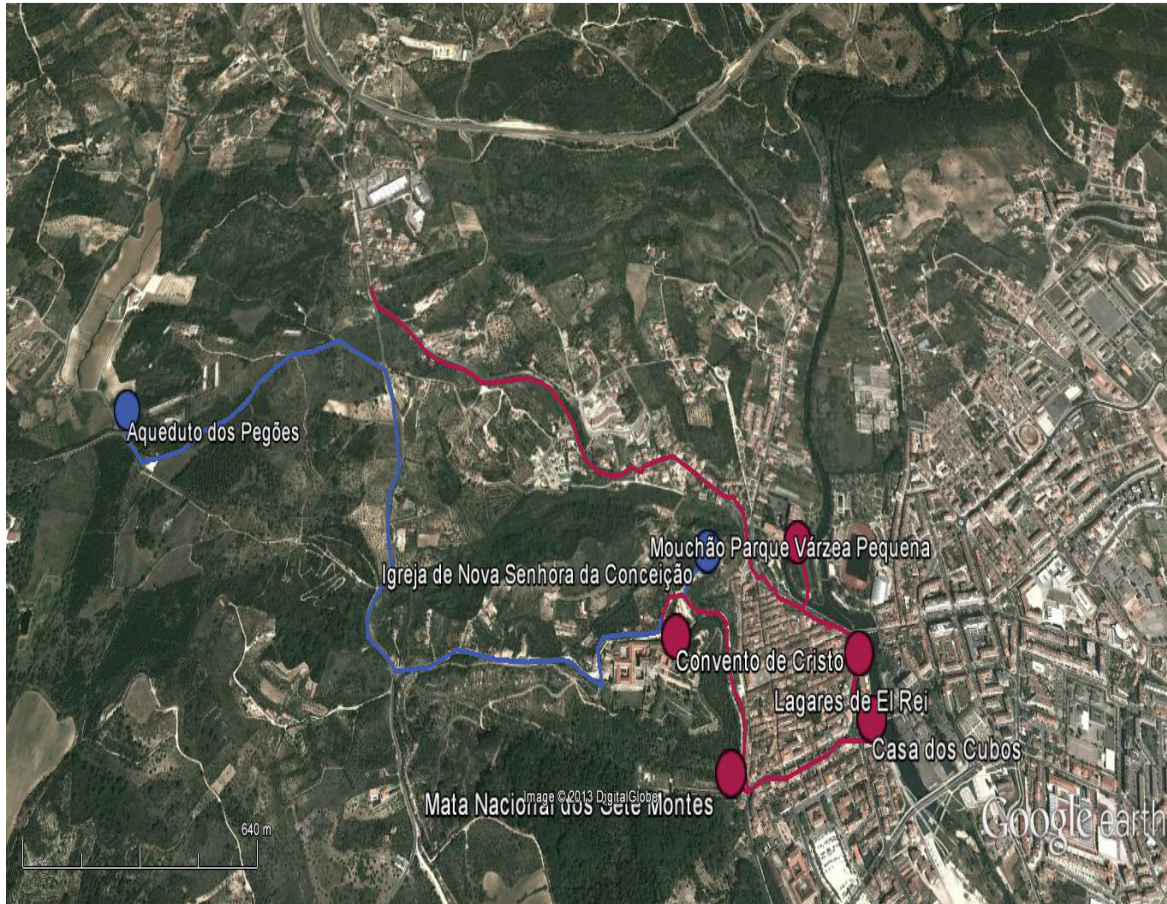 Aqueduto dos Pegões
Mouchão Parque Várzea Pequena
Igreja de Nova Senhora da Conceição
Convento de Cristo
Lagares de El Rei
Casa dos Cubos
Mata Nacional dos Sete Montes
Image © 2013 DigitalGlobe
640 m
Google earth